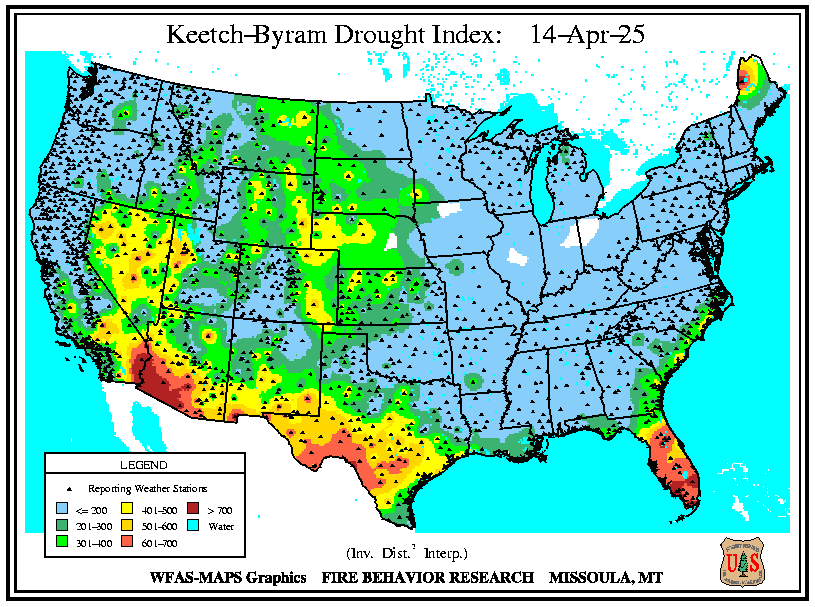 Keetch–Byram Drought Index: 14–Apr–25
LEGEND
Reporting Weather Stations
<= 200 401–500 > 700
201–300 501–600 Water
301–400 601–700
(Inv. Dist.² Interp.)
WFAS-MAPS Graphics FIRE BEHAVIOR RESEARCH MISSOULA, MT
U S